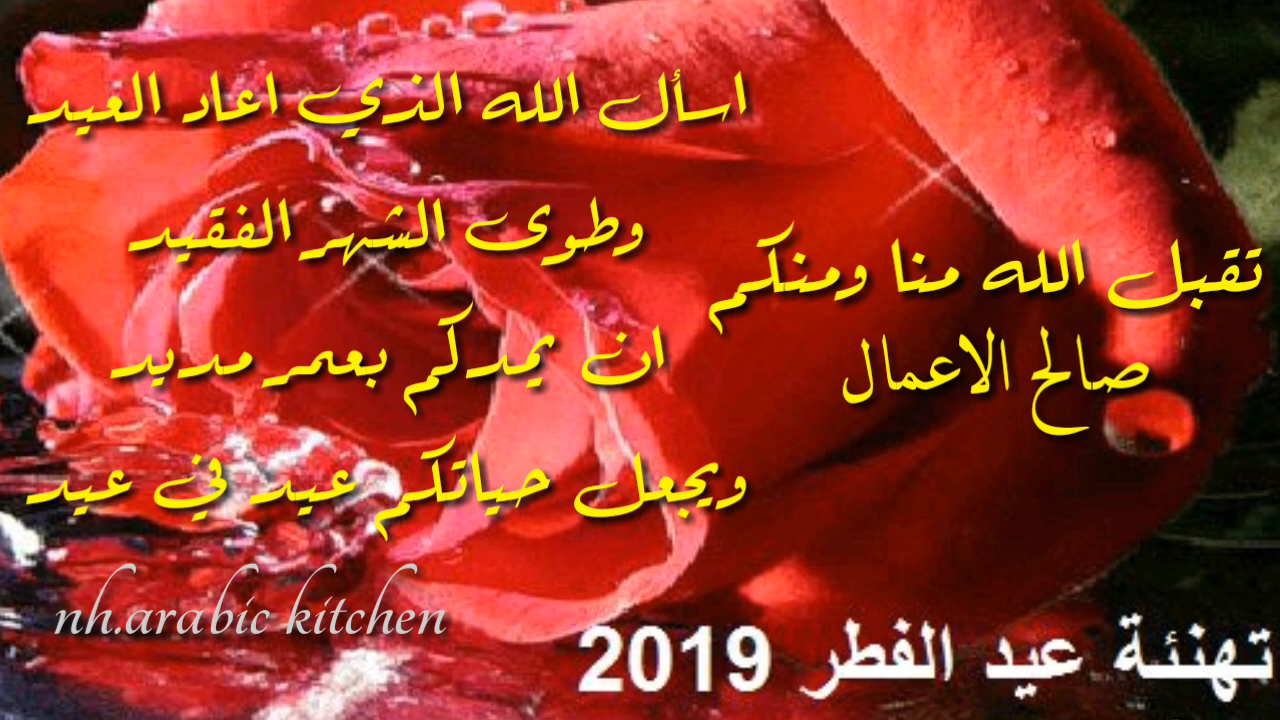 اسأل الله الذي اعاد العيد
وطوى الشهر الفقيد
ان يمدكم بعمر مديد
ويجعل حياتكم عيد في عيد
تقبل الله منا ومنكم
صالح الاعمال
nh.arabic kitchen
تهنئة عيد الفطر 2019